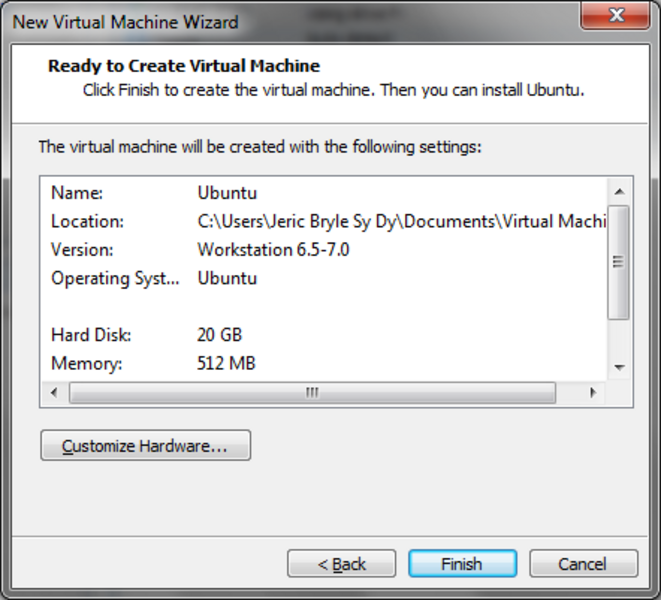 New Virtual Machine Wizard
Ready to Create Virtual Machine
Click Finish to create the virtual machine. Then you can install Ubuntu.
The virtual machine will be created with the following settings:
Name: Ubuntu
Location: C:\Users\Jeric Bryle Sy Dy\Documents\Virtual Machi
Version: Workstation 6.5-7.0
Operating Syst... Ubuntu
Hard Disk: 20 GB
Memory: 512 MB
Customize Hardware...
< Back Finish Cancel